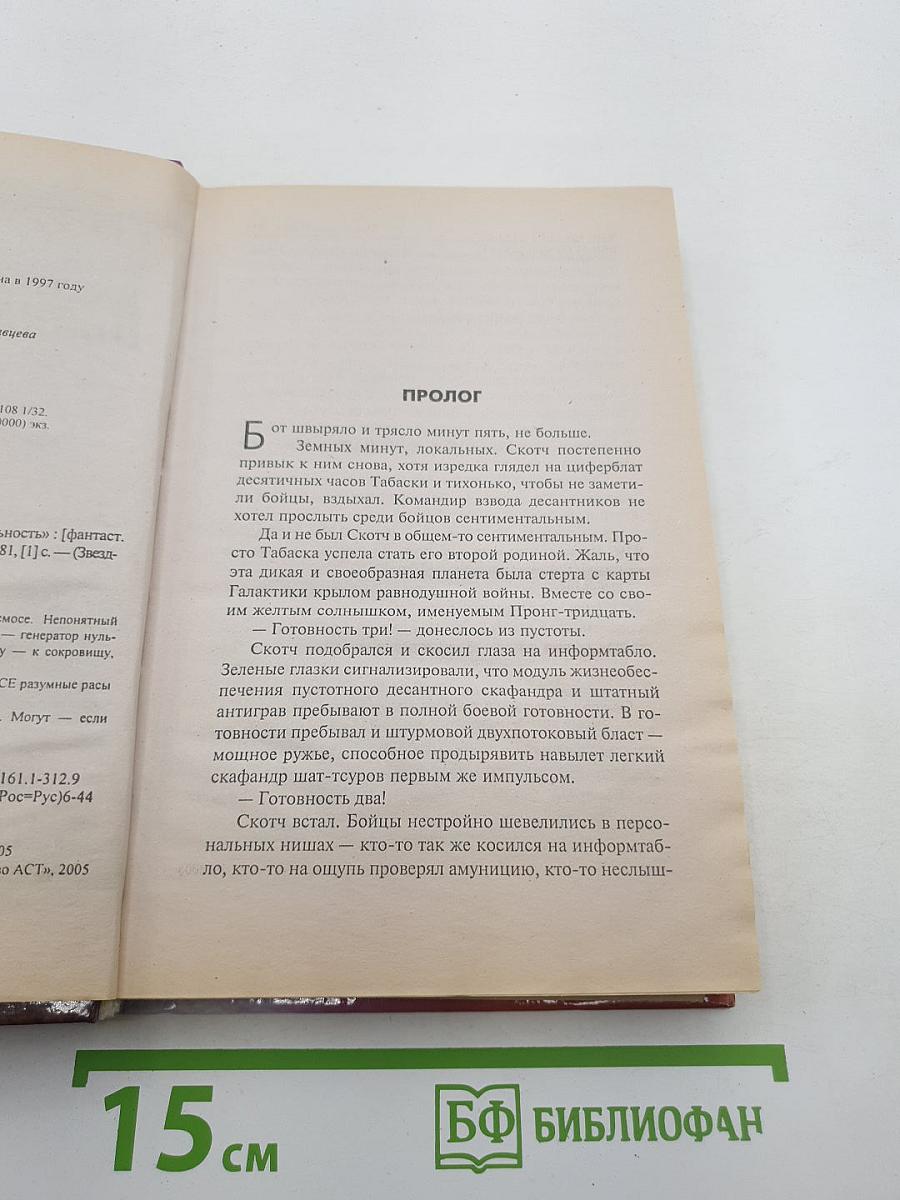 на в 1997 году
вцева
108 1/32.
экз.
ьность» : [фантаст.
81, [1] с. — (Звезд-
смосе. Непонятный
— генератор нуль-
у — к сокровищу,
СЕ разумные расы
. Могут — если
161.1-312.9
Рос=Рус)6-44
05
о АСТ», 2005
ПРОЛОГ
Бот швыряло и трясло минут пять, не больше.
Земных минут, локальных. Скотч постепенно
привык к ним снова, хотя изредка глядел на циферблат
десятичных часов Табаски и тихонько, чтобы не замети-
ли бойцы, вздыхал. Командир взвода десантников не
хотел прослыть среди бойцов сентиментальным.
Да и не был Скотч в общем-то сентиментальным. Про-
сто Табаска успела стать его второй родиной. Жаль, что
эта дикая и своеобразная планета была стерта с карты
Галактики крылом равнодушной войны. Вместе со сво-
им желтым солнышком, именуемым Пронг-тридцать.
— Готовность три! — донеслось из пустоты.
Скотч подобрался и скосил глаза на информтабло.
Зеленые глазки сигнализировали, что модуль жизнеобес-
печения пустотного десантного скафандра и штатный
антиграв пребывают в полной боевой готовности. В го-
товности пребывал и штурмовой двухпотоковый бласт —
мощное ружье, способное продырявить навылет легкий
скафандр шат-тсуров первым же импульсом.
— Готовность два!
Скотч встал. Бойцы нестройно шевелились в персо-
нальных нишах — кто-то так же косился на информтаб-
ло, кто-то на ощупь проверял амуницию, кто-то неслыш-
15 см
БФ БИБЛИОФАН